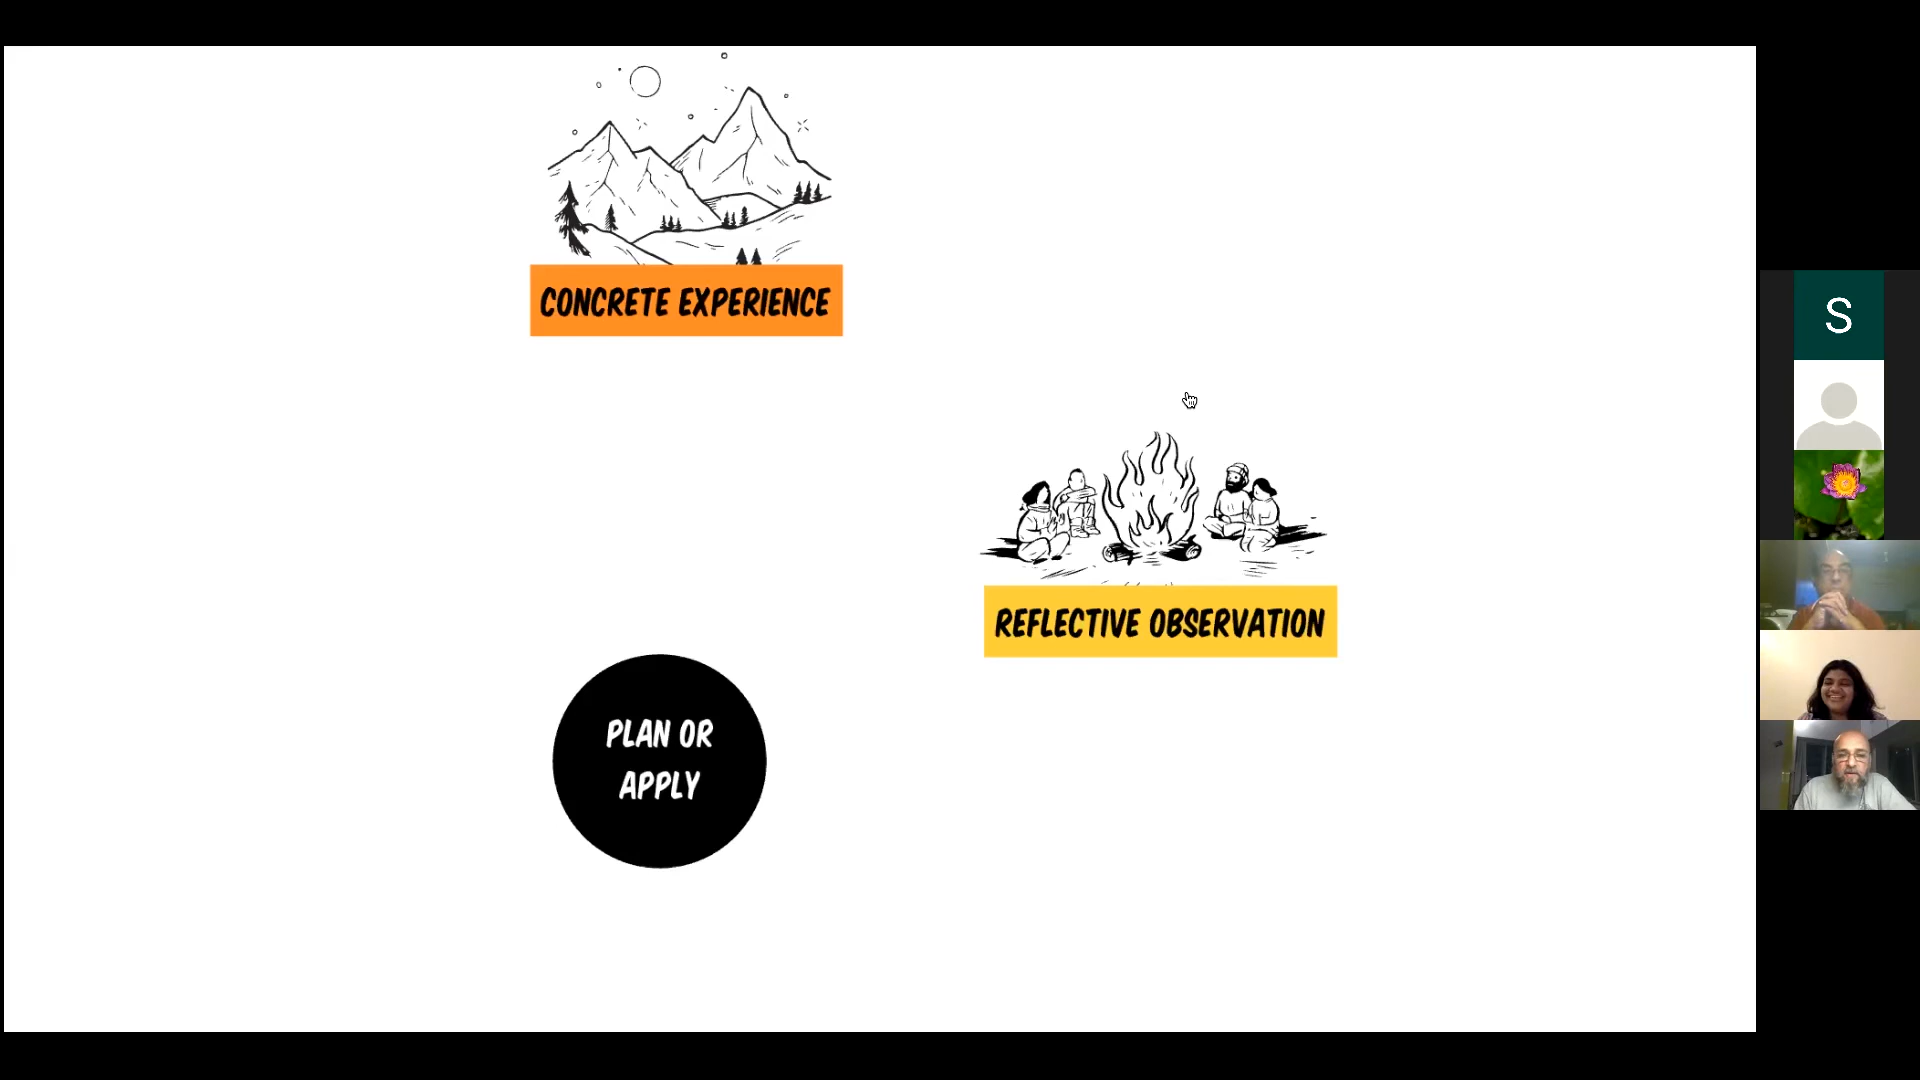 CONCRETE EXPERIENCE
S
REFLECTIVE OBSERVATION
PLAN OR
APPLY